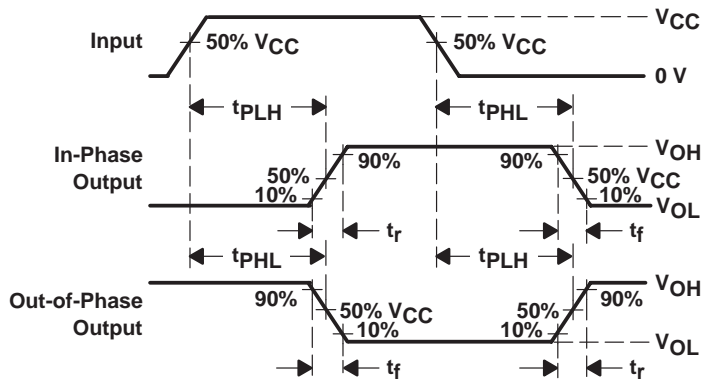 VCC
Input
50% VCC
50% VCC
0 V
tPLH
tPHL
In-Phase
Output
50%
10%
90%
90%
VOH
50% VCC
10%
VOL
tr
tf
tPHL
tPLH
Out-of-Phase
Output
90%
50% VCC
10%
50%
10%
VOH
90%
VOL
tf
tr